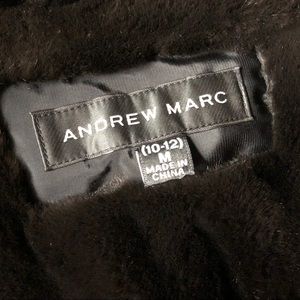 ANDREW MARC
(10-12)
M
MADE IN
CHINA